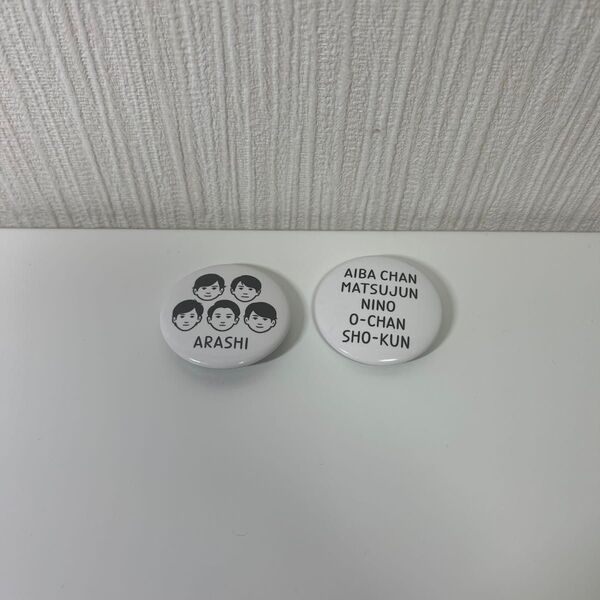 ARASHI
AIBA CHAN
MATSUJUN
NINO
O-CHAN
SHO-KUN